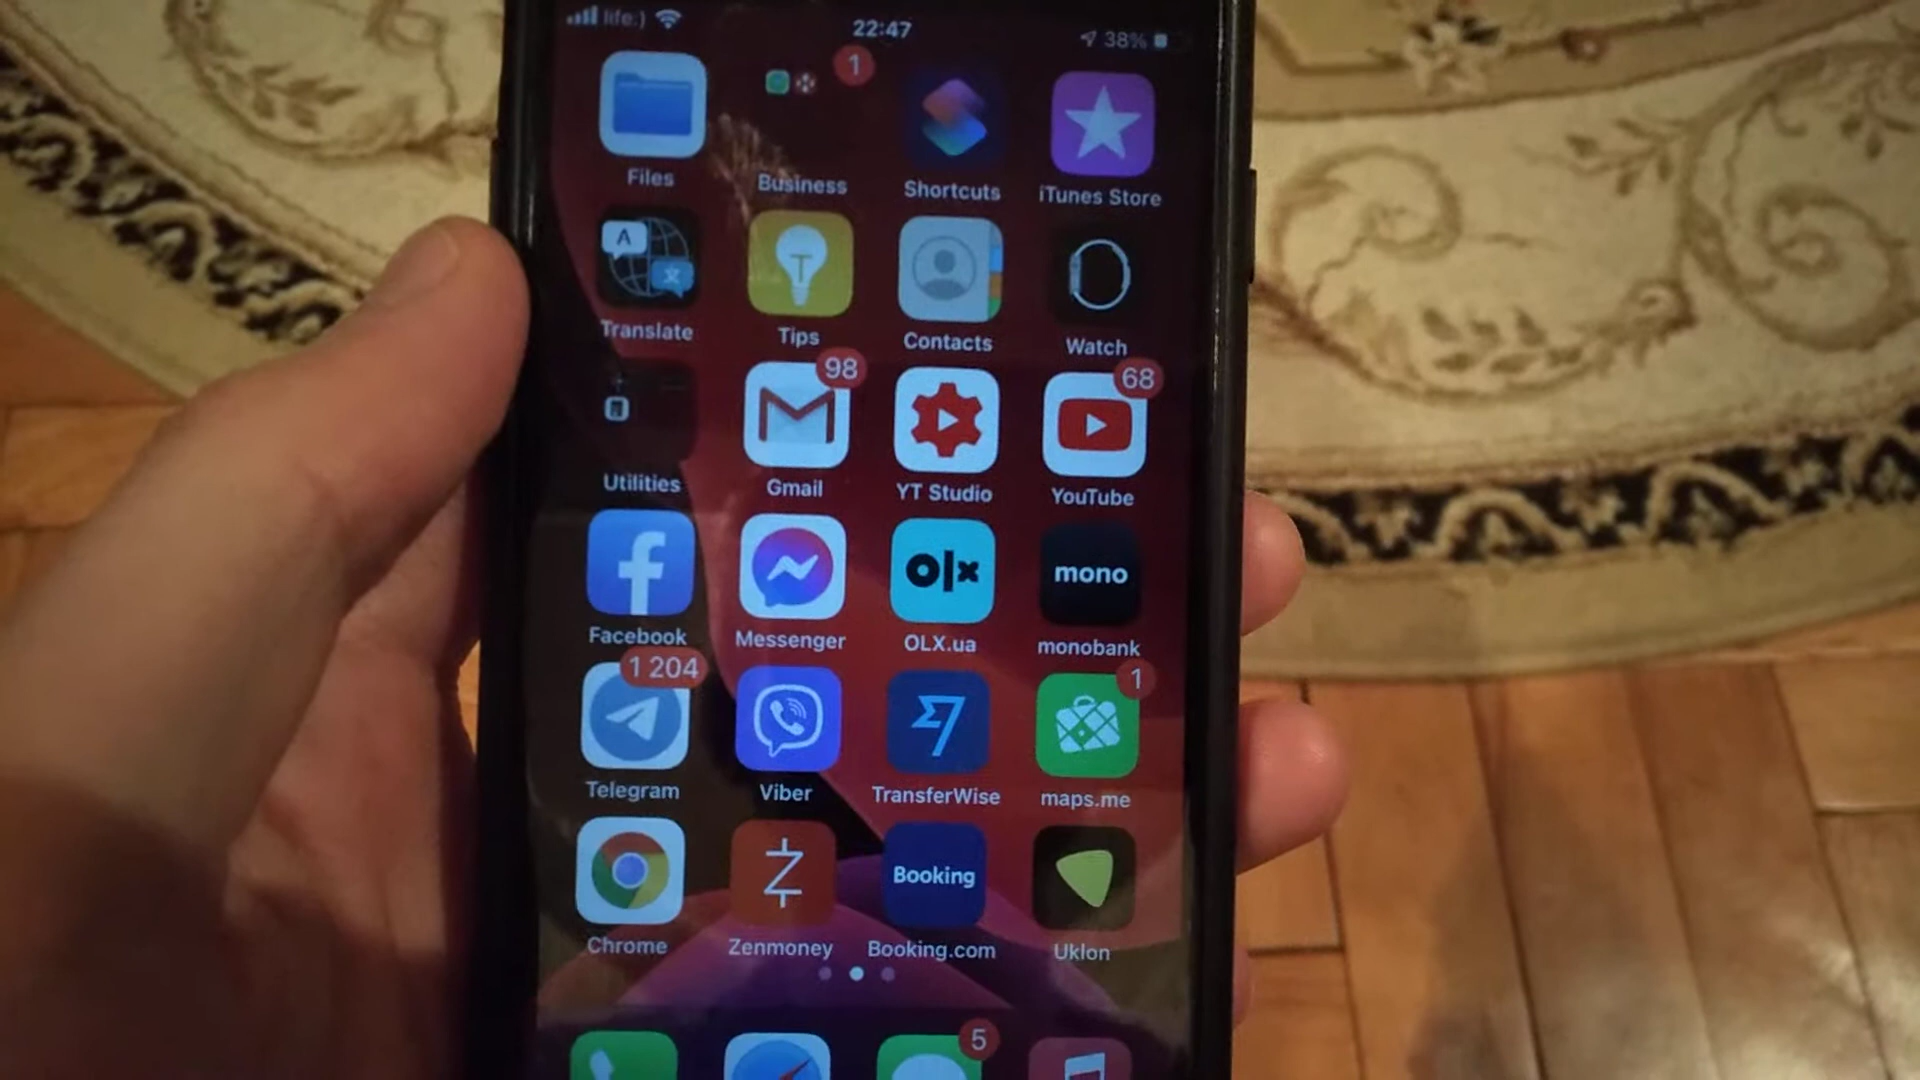 life:) 22:47 38%
1
Files Business Shortcuts iTunes Store
A 文 T
Translate Tips Contacts Watch
98 68
Utilities Gmail YT Studio YouTube
f olx mono
Facebook Messenger OLX.ua monobank
1 204 1
Telegram Viber TransferWise maps.me
Booking
Chrome Zenmoney Booking.com Uklon
5